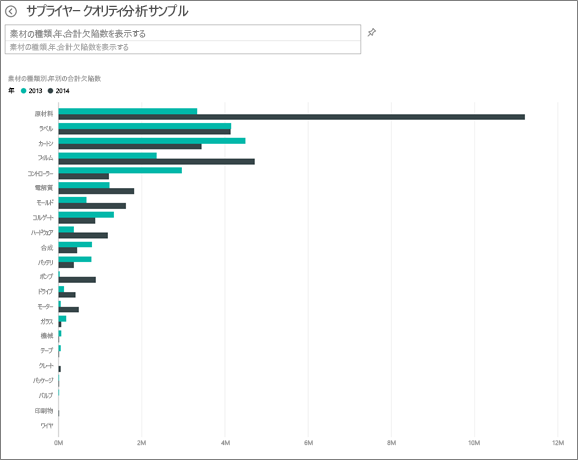 サプライヤー クオリティ分析サンプル
素材の種類、年、合計欠陥数を表示する
素材の種類、年、合計欠陥数を表示する
素材の種類別、年別の合計欠陥数
年 2013 2014
原材料
ラベル
カートン
フィルム
コントローラー
電解質
モールド
コルゲート
ハードウェア
合成
バッテリ
ポンプ
ドライブ
モーター
ガラス
機械
テープ
クレート
パッケージ
バルブ
印刷物
ワイヤ
0M 2M 4M 6M 8M 10M 12M